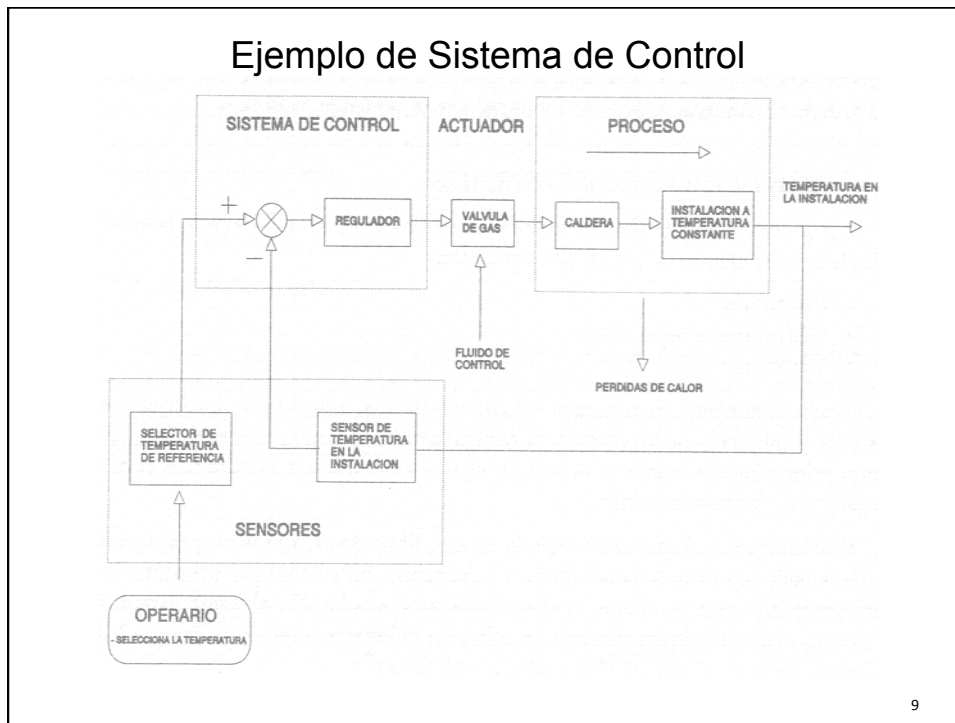 Ejemplo de Sistema de Control
SISTEMA DE CONTROL
ACTUADOR
PROCESO
TEMPERATURA EN
LA INSTALACION
+
REGULADOR
VALVULA
DE GAS
CALDERA
INSTALACION A
TEMPERATURA
CONSTANTE
−
FLUIDO DE
CONTROL
PERDIDAS DE CALOR
SELECTOR DE
TEMPERATURA
DE REFERENCIA
SENSOR DE
TEMPERATURA
EN LA
INSTALACION
SENSORES
OPERARIO
- SELECCIONA LA TEMPERATURA
9